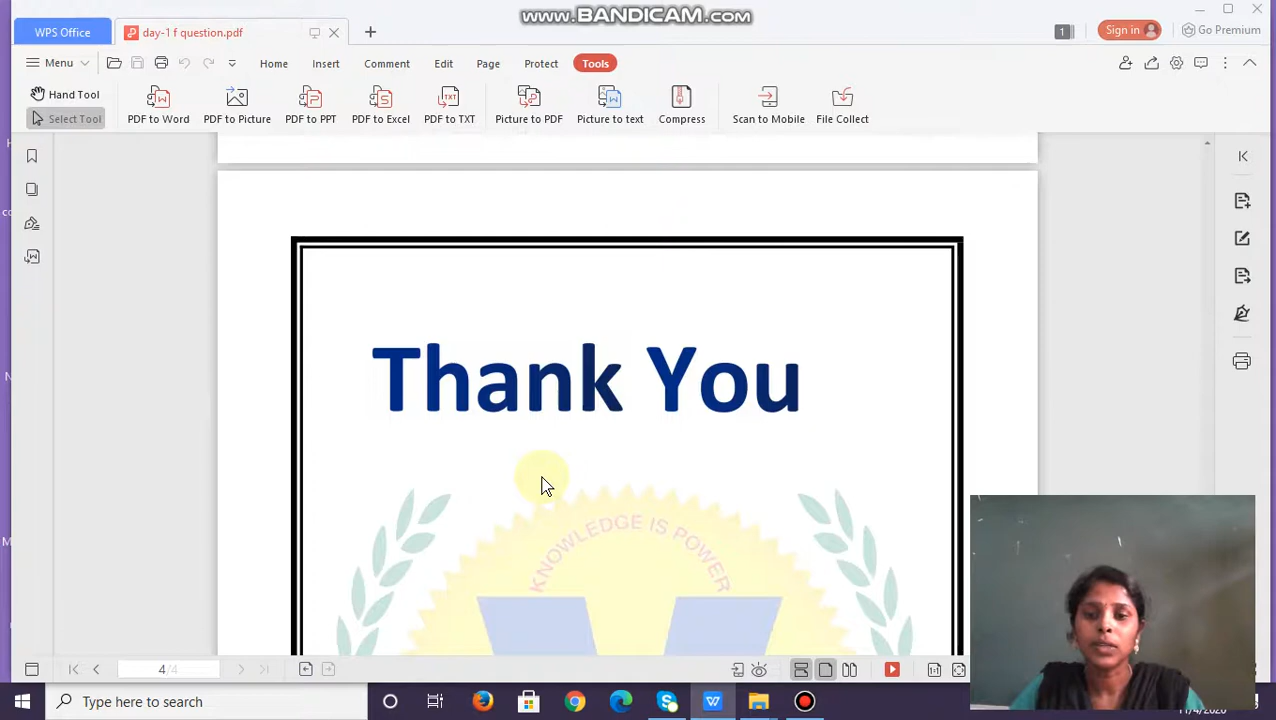 www.BANDICAM.com
WPS Office
day-1 f question.pdf
1
Sign in
Go Premium
Menu
Home
Insert
Comment
Edit
Page
Protect
Tools
Hand Tool
Select Tool
PDF to Word
PDF to Picture
PDF to PPT
PDF to Excel
PDF to TXT
Picture to PDF
Picture to text
Compress
Scan to Mobile
File Collect
Thank You
KNOWLEDGE IS POWER
4/4
Type here to search